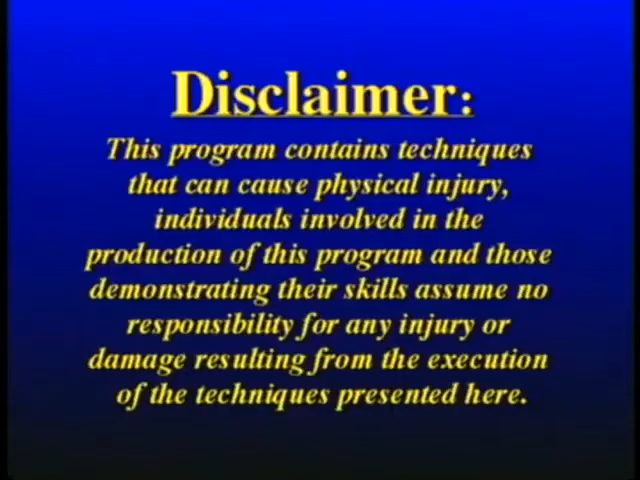 Disclaimer:
This program contains techniques
that can cause physical injury,
individuals involved in the
production of this program and those
demonstrating their skills assume no
responsibility for any injury or
damage resulting from the execution
of the techniques presented here.